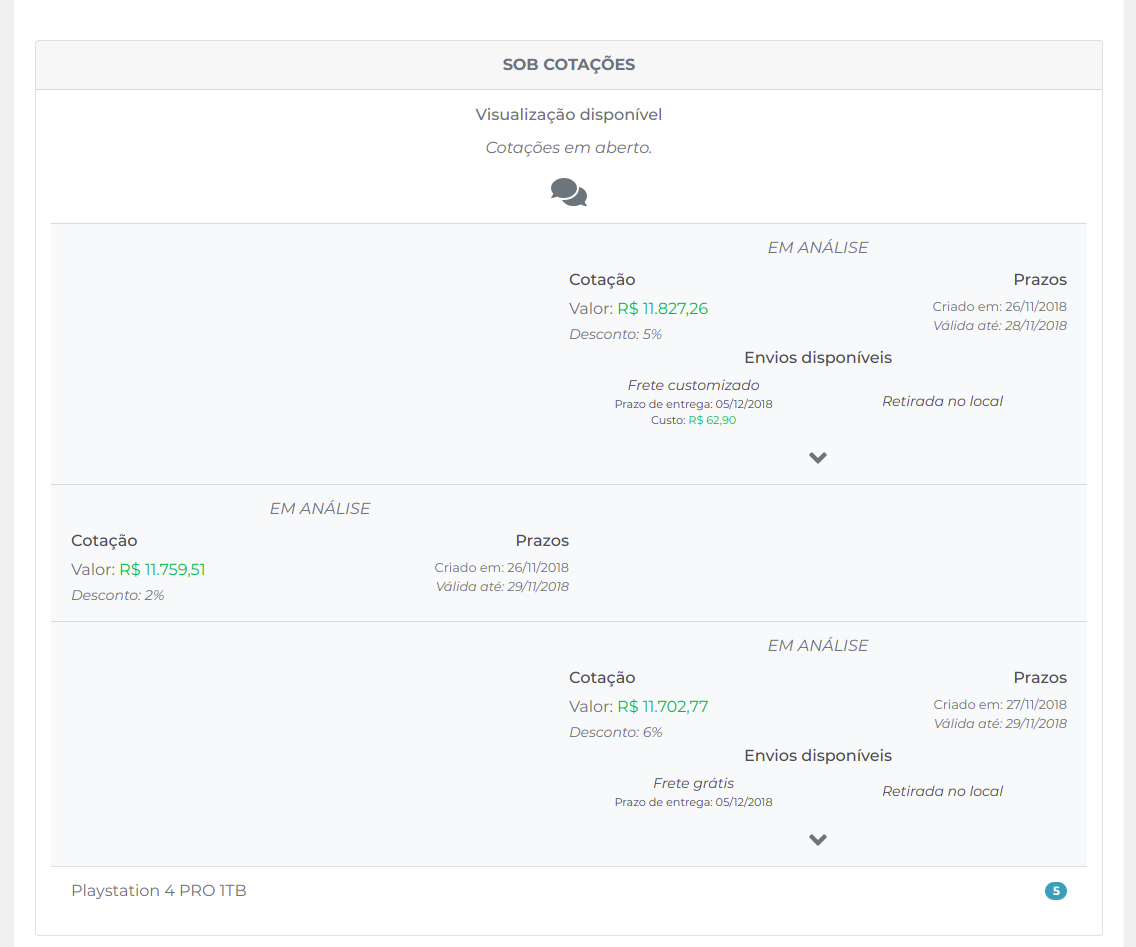 SOB COTAÇÕES
Visualização disponível
Cotações em aberto.
EM ANÁLISE
Cotação Prazos
Valor: R$ 11.827,26 Criado em: 26/11/2018
Desconto: 5% Válida até: 28/11/2018
Envios disponíveis
Frete customizado
Prazo de entrega: 05/12/2018
Custo: R$ 62,90
Retirada no local
EM ANÁLISE
Cotação Prazos
Valor: R$ 11.759,51 Criado em: 26/11/2018
Desconto: 2% Válida até: 29/11/2018
EM ANÁLISE
Cotação Prazos
Valor: R$ 11.702,77 Criado em: 27/11/2018
Desconto: 6% Válida até: 29/11/2018
Envios disponíveis
Frete grátis
Prazo de entrega: 05/12/2018
Retirada no local
Playstation 4 PRO 1TB 5